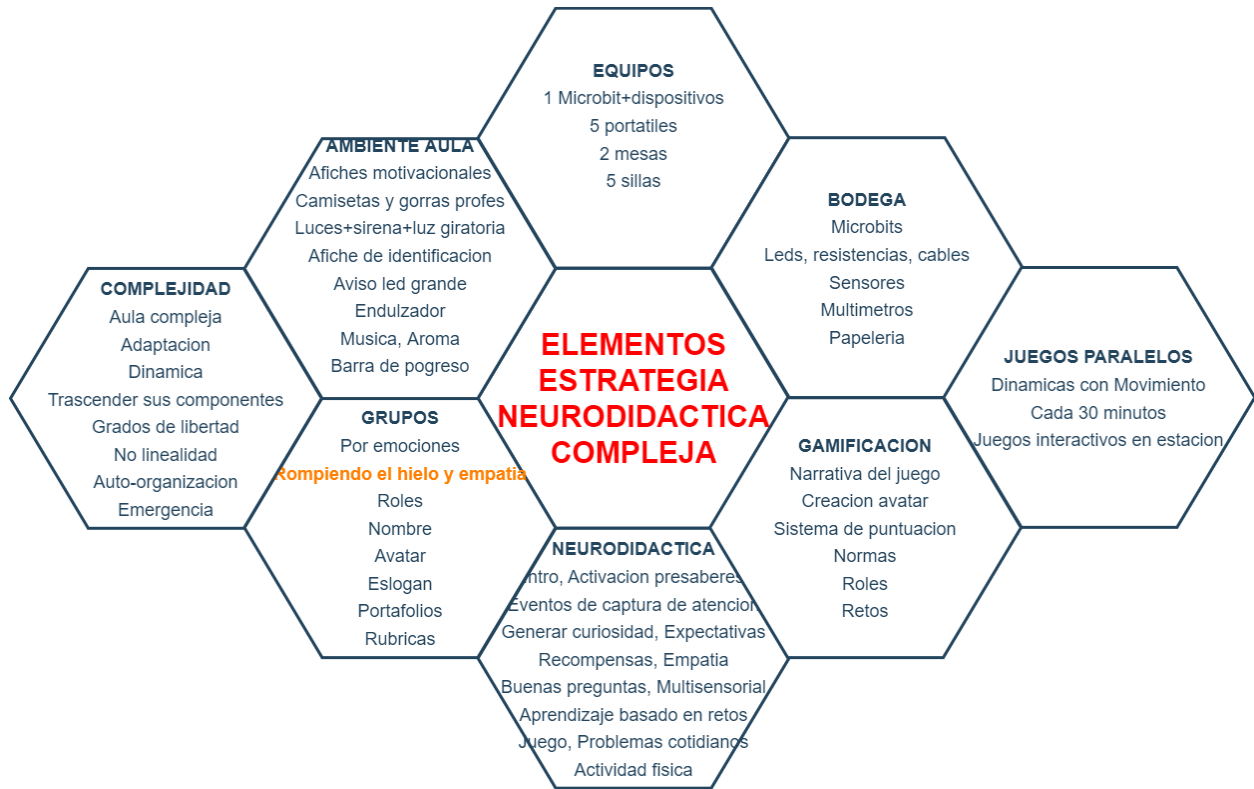 EQUIPOS
1 Microbit+dispositivos
5 portatiles
2 mesas
5 sillas
AMBIENTE AULA
Afiches motivacionales
Camisetas y gorras profes
Luces+sirena+luz giratoria
Afiche de identificacion
Aviso led grande
Endulzador
Musica, Aroma
Barra de pogreso
BODEGA
Microbits
Leds, resistencias, cables
Sensores
Multimetros
Papeleria
COMPLEJIDAD
Aula compleja
Adaptacion
Dinamica
Trascender sus componentes
Grados de libertad
No linealidad
Auto-organizacion
Emergencia
ELEMENTOS
ESTRATEGIA
NEURODIDACTICA
COMPLEJA
JUEGOS PARALELOS
Dinamicas con Movimiento
Cada 30 minutos
Juegos interactivos en estacion
GRUPOS
Por emociones
Rompiendo el hielo y empatia
Roles
Nombre
Avatar
Eslogan
Portafolios
Rubricas
GAMIFICACION
Narrativa del juego
Creacion avatar
Sistema de puntuacion
Normas
Roles
Retos
NEURODIDACTICA
Intro, Activacion presaberes
Eventos de captura de atencion
Generar curiosidad, Expectativas
Recompensas, Empatia
Buenas preguntas, Multisensorial
Aprendizaje basado en retos
Juego, Problemas cotidianos
Actividad fisica